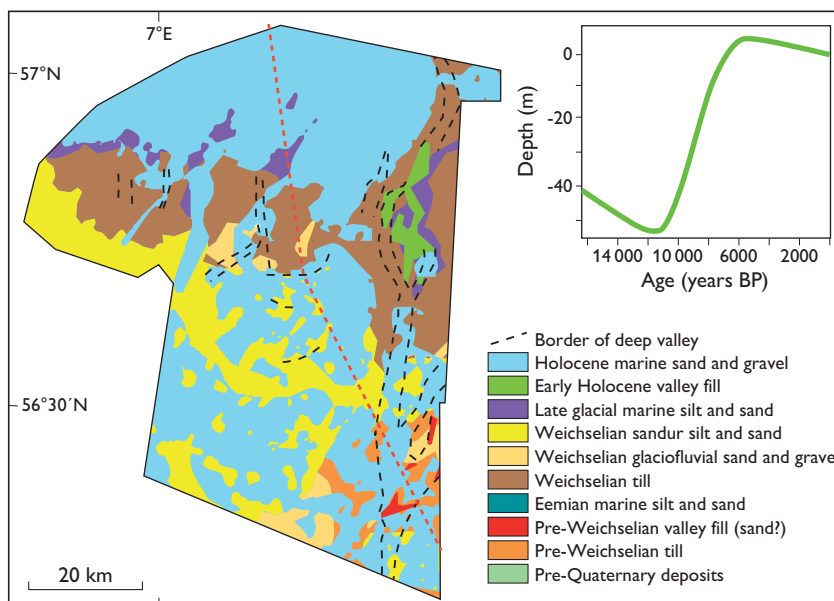 7°E
57°N
56°30´N
20 km
Depth (m)
0
-20
-40
14 000 10 000 6000 2000
Age (years BP)
Border of deep valley
Holocene marine sand and gravel
Early Holocene valley fill
Late glacial marine silt and sand
Weichselian sandur silt and sand
Weichselian glaciofluvial sand and grave
Weichselian till
Eemian marine silt and sand
Pre-Weichselian valley fill (sand?)
Pre-Weichselian till
Pre-Quaternary deposits